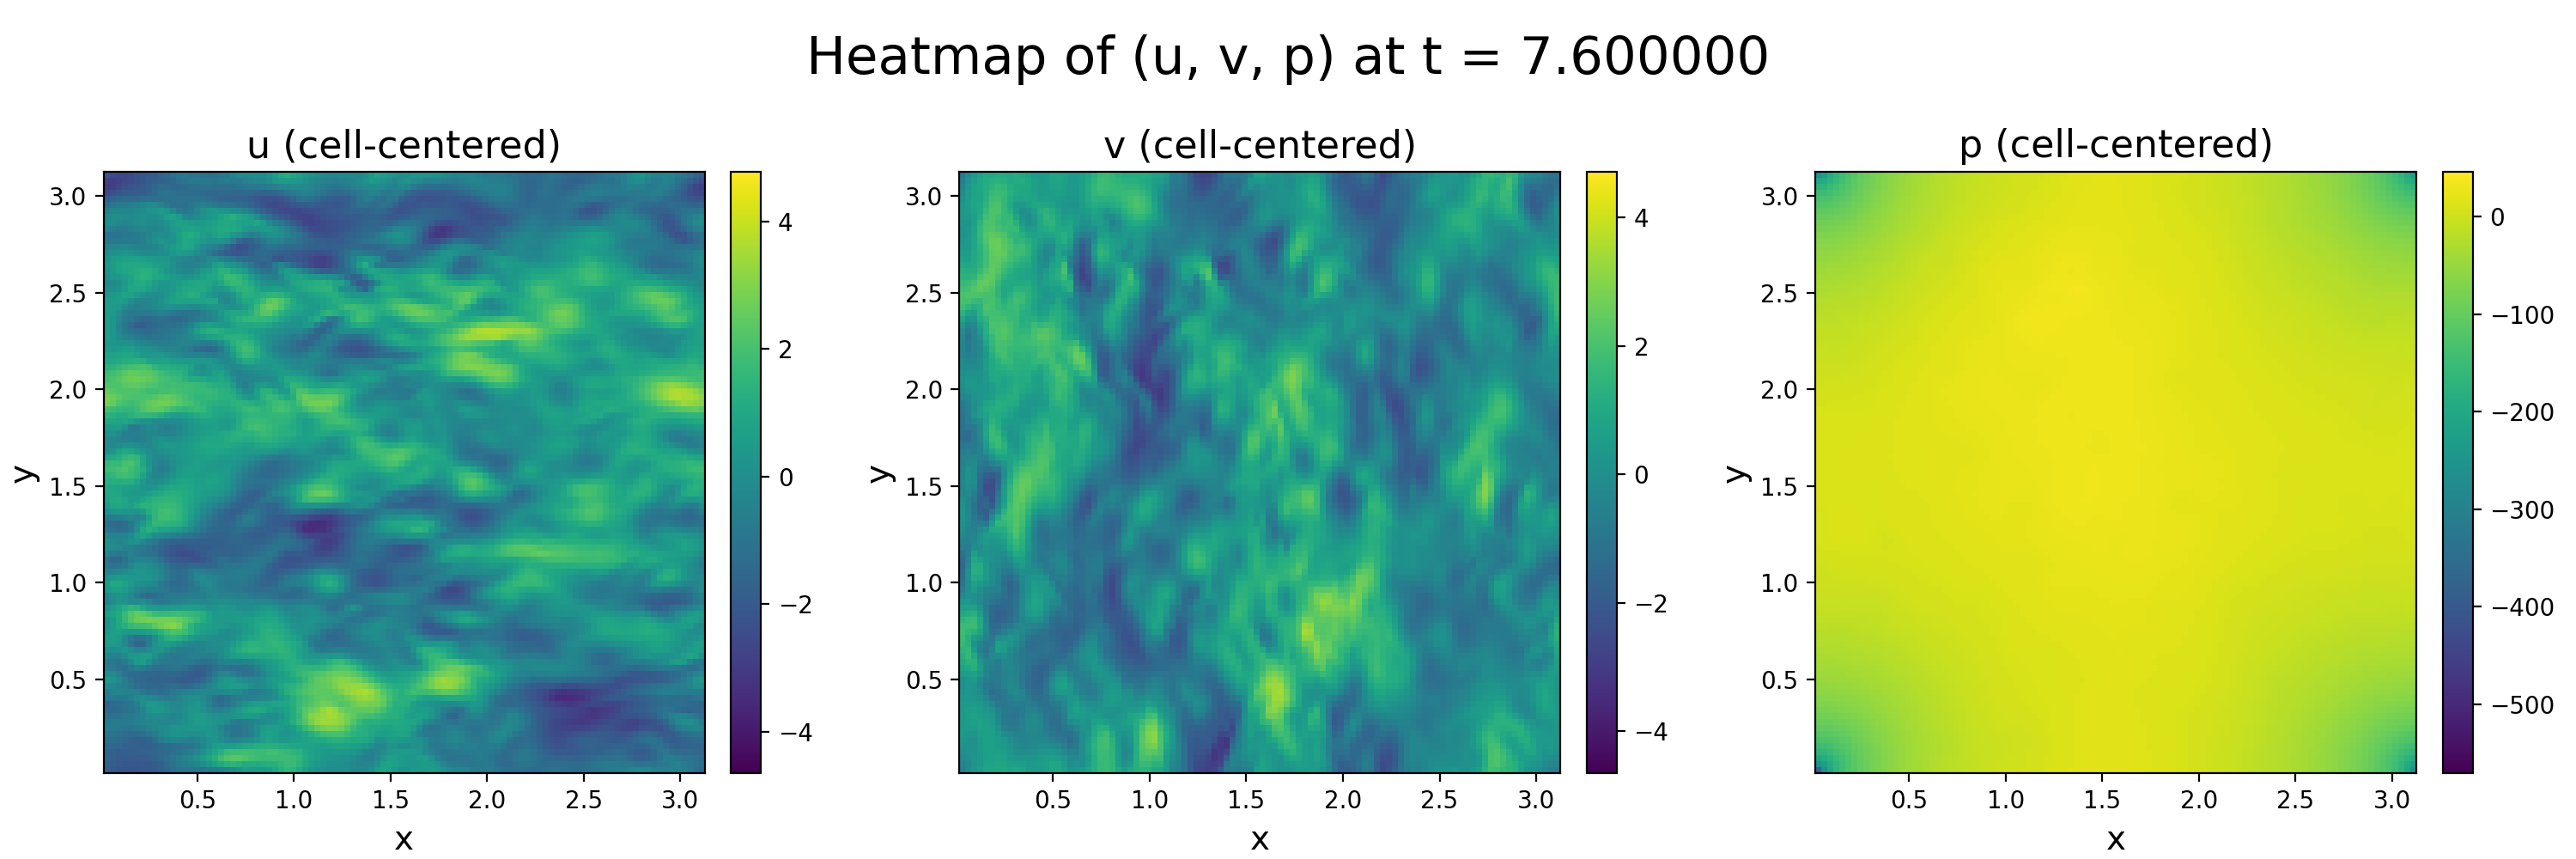 Heatmap of (u, v, p) at t = 7.600000
u (cell-centered)
3.0
2.5
2.0
1.5
1.0
0.5
y
0.5 1.0 1.5 2.0 2.5 3.0
x
4
2
0
−2
−4
v (cell-centered)
3.0
2.5
2.0
1.5
1.0
0.5
y
0.5 1.0 1.5 2.0 2.5 3.0
x
4
2
0
−2
−4
p (cell-centered)
3.0
2.5
2.0
1.5
1.0
0.5
y
0.5 1.0 1.5 2.0 2.5 3.0
x
0
−100
−200
−300
−400
−500